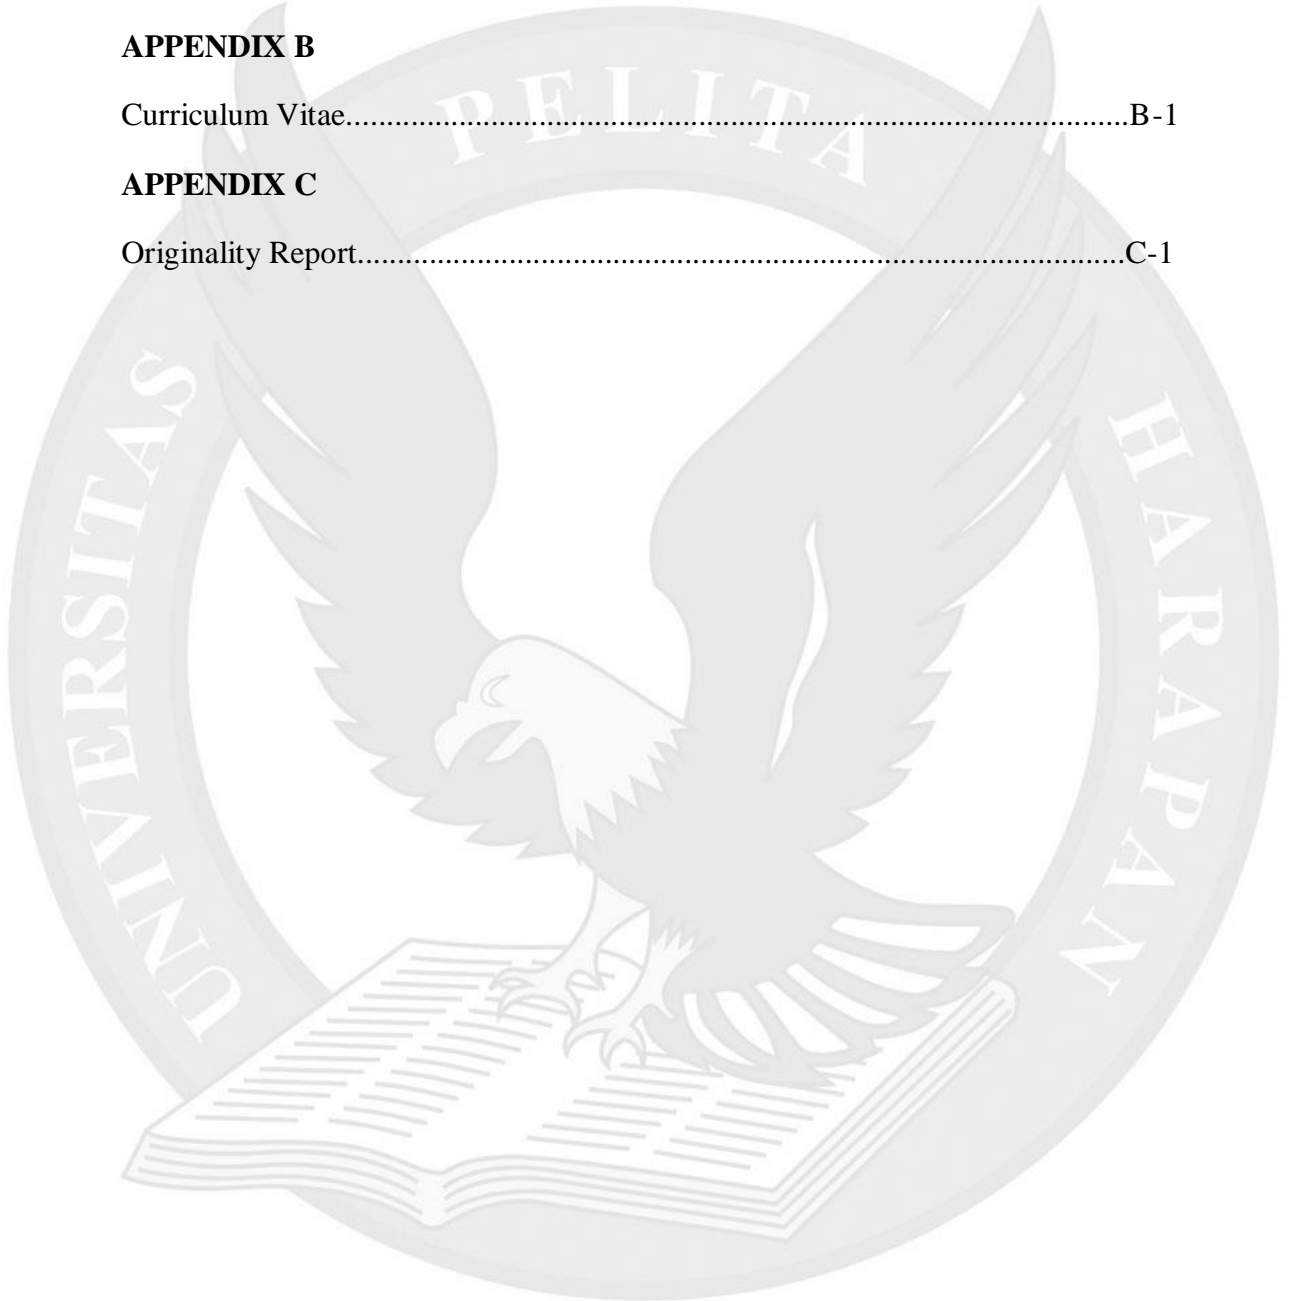 APPENDIX B
Curriculum Vitae.................................................................................................B-1
APPENDIX C
Originality Report...............................................................................................C-1
UNIVERSITAS PELITA HARAPAN